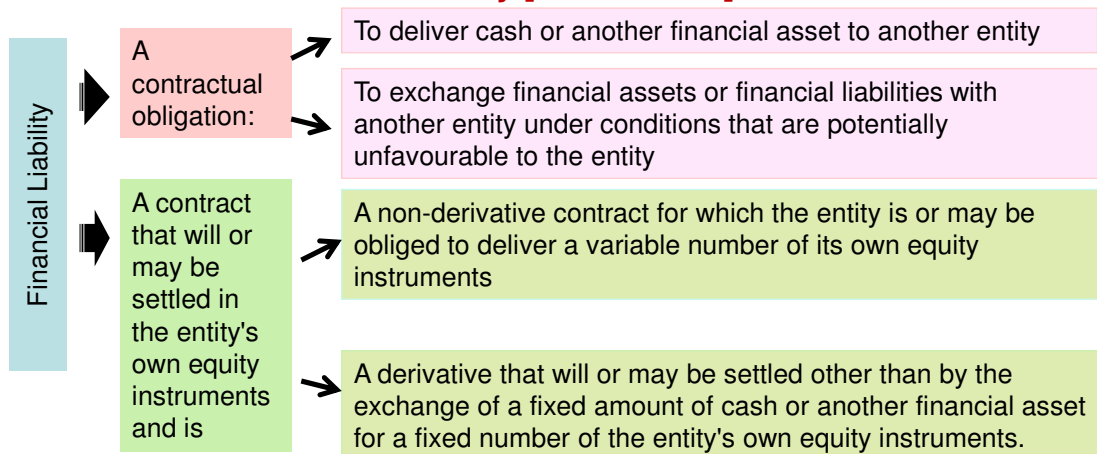 Financial Liability
A
contractual
obligation:
To deliver cash or another financial asset to another entity
To exchange financial assets or financial liabilities with
another entity under conditions that are potentially
unfavourable to the entity
A contract
that will or
may be
settled in
the entity's
own equity
instruments
and is
A non-derivative contract for which the entity is or may be
obliged to deliver a variable number of its own equity
instruments
A derivative that will or may be settled other than by the
exchange of a fixed amount of cash or another financial asset
for a fixed number of the entity's own equity instruments.